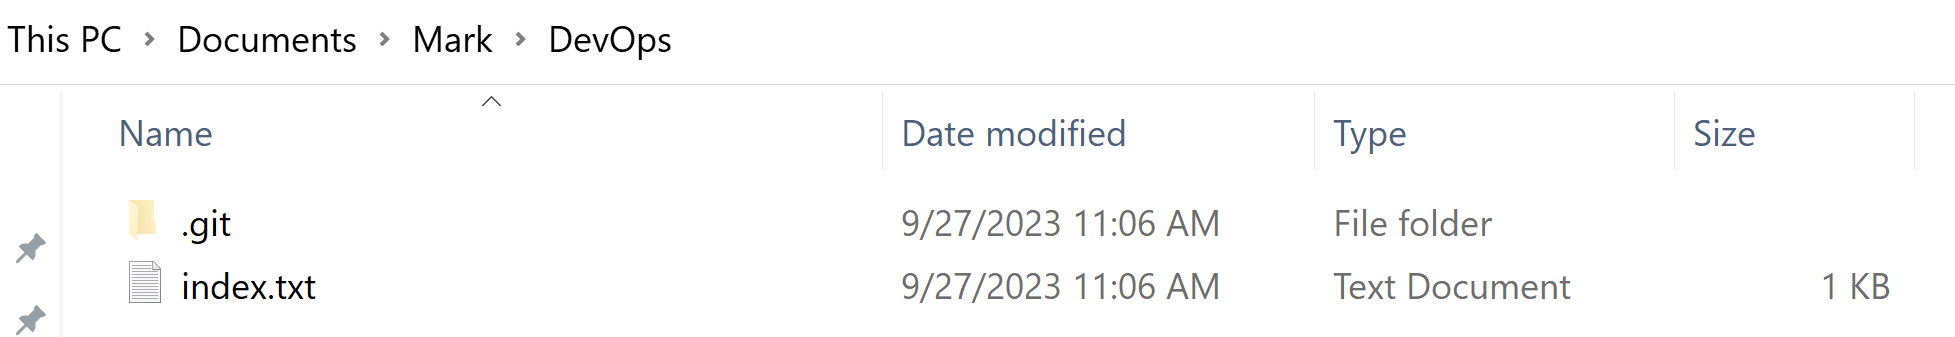 This PC > Documents > Mark > DevOps
Name Date modified Type Size
.git 9/27/2023 11:06 AM File folder
index.txt 9/27/2023 11:06 AM Text Document 1 KB